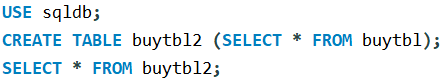 USE sqldb;
CREATE TABLE buytbl2 (SELECT * FROM buytbl);
SELECT * FROM buytbl2;